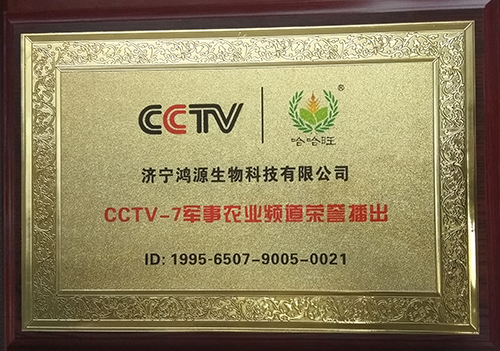 CCTV
哈哈旺®
济宁鸿源生物科技有限公司
CCTV-7军事农业频道荣誉播出
ID: 1995-6507-9005-0021